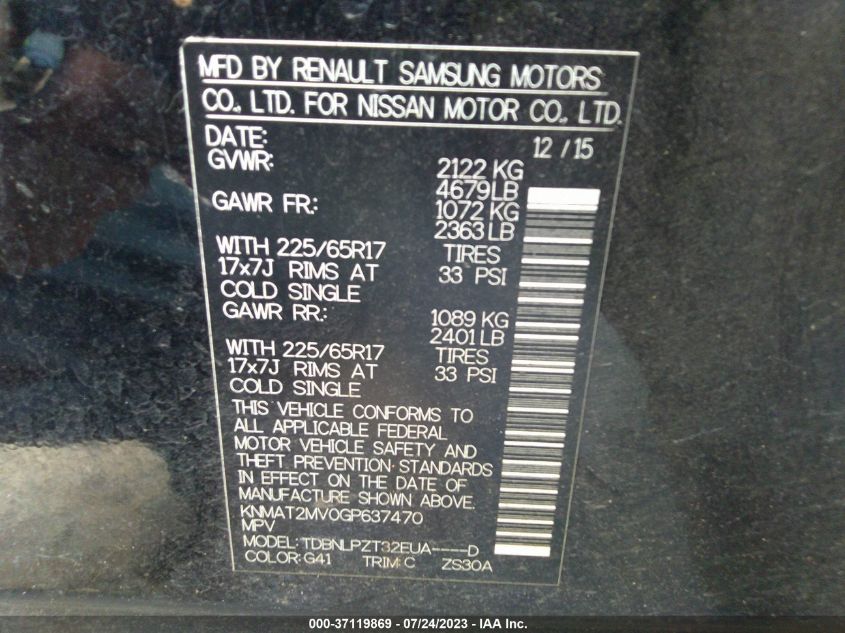 MFD BY RENAULT SAMSUNG MOTORS
CO., LTD. FOR NISSAN MOTOR CO., LTD.
DATE: 12 / 15
GVWR: 2122 KG
4679LB
GAWR FR.: 1072 KG
2363 LB
WITH 225/65R17 TIRES
17x7J RIMS AT 33 PSI
COLD SINGLE
GAWR RR.: 1089 KG
2401 LB
WITH 225/65R17 TIRES
17x7J RIMS AT 33 PSI
COLD SINGLE
THIS VEHICLE CONFORMS TO
ALL APPLICABLE FEDERAL
MOTOR VEHICLE SAFETY AND
THEFT PREVENTION STANDARDS
IN EFFECT ON THE DATE OF
MANUFACTURE SHOWN ABOVE.
KNMAT2MV0GP637470
MPV
MODEL: TDBNLPZT32EUA----D
COLOR: G41 TRIM: C ZS30A
000-37119869 - 07/24/2023 - IAA Inc.